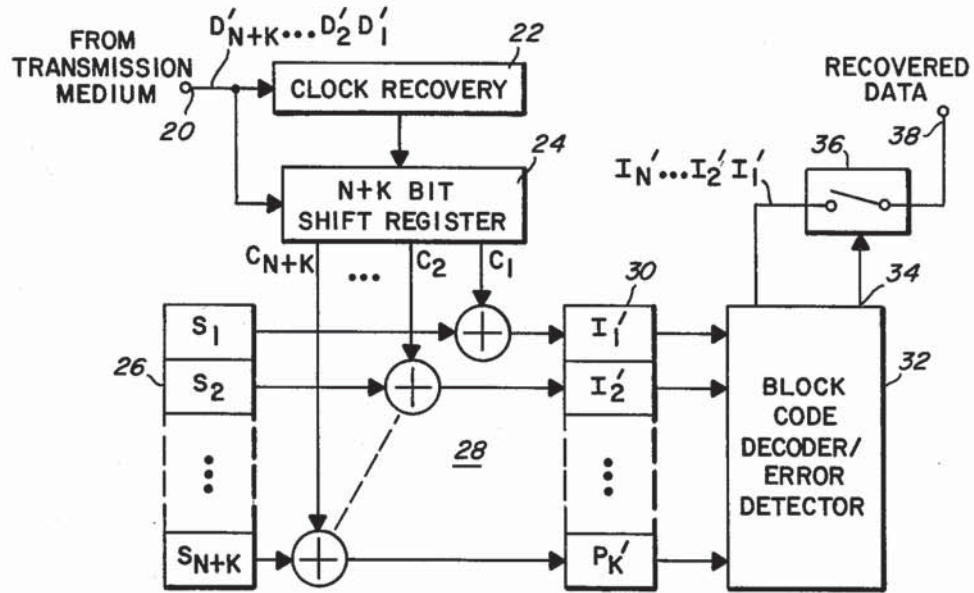 D'N+K ••• D'2 D'1
FROM TRANSMISSION MEDIUM
20
22
CLOCK RECOVERY
24
N+K BIT SHIFT REGISTER
CN+K ••• C2 C1
RECOVERED DATA
38
36
I'N ••• I'2 I'1
34
26
S1
S2
•••
SN+K
28
30
I'1
I'2
•••
P'K
32
BLOCK CODE DECODER/ ERROR DETECTOR